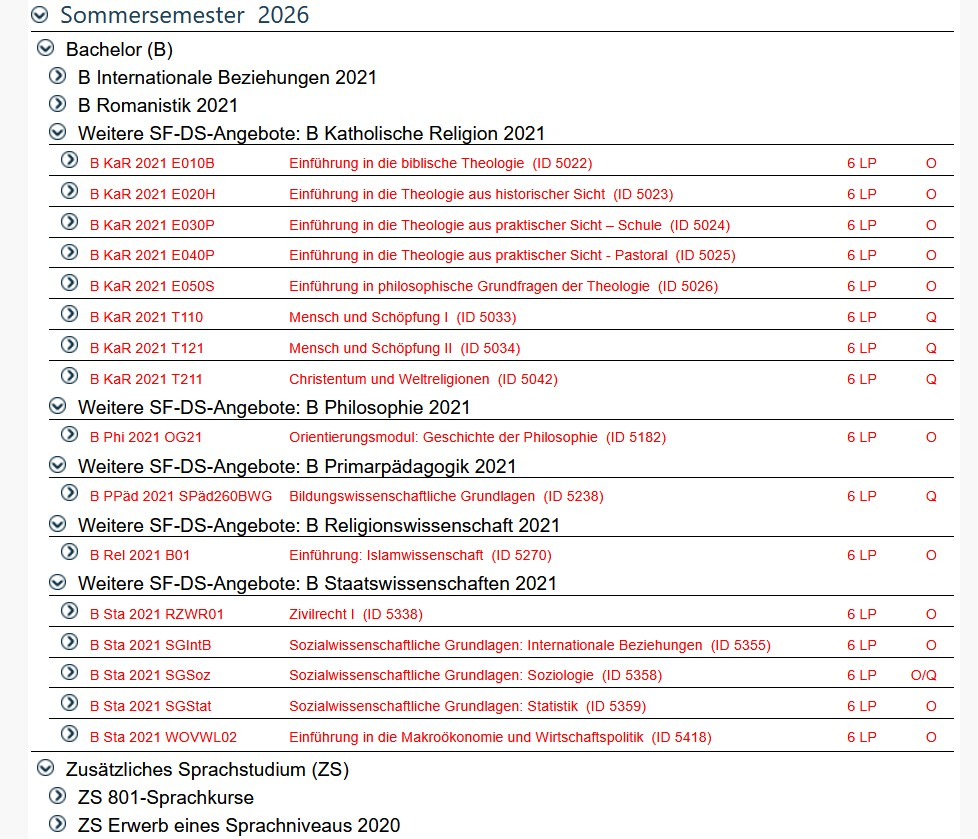 Sommersemester 2026
Bachelor (B)
B Internationale Beziehungen 2021
B Romanistik 2021
Weitere SF-DS-Angebote: B Katholische Religion 2021
B KaR 2021 E010B Einführung in die biblische Theologie (ID 5022) 6 LP O
B KaR 2021 E020H Einführung in die Theologie aus historischer Sicht (ID 5023) 6 LP O
B KaR 2021 E030P Einführung in die Theologie aus praktischer Sicht – Schule (ID 5024) 6 LP O
B KaR 2021 E040P Einführung in die Theologie aus praktischer Sicht - Pastoral (ID 5025) 6 LP O
B KaR 2021 E050S Einführung in philosophische Grundfragen der Theologie (ID 5026) 6 LP O
B KaR 2021 T110 Mensch und Schöpfung I (ID 5033) 6 LP Q
B KaR 2021 T121 Mensch und Schöpfung II (ID 5034) 6 LP Q
B KaR 2021 T211 Christentum und Weltreligionen (ID 5042) 6 LP Q
Weitere SF-DS-Angebote: B Philosophie 2021
B Phi 2021 OG21 Orientierungsmodul: Geschichte der Philosophie (ID 5182) 6 LP O
Weitere SF-DS-Angebote: B Primarpädagogik 2021
B PPäd 2021 SPäd260BWG Bildungswissenschaftliche Grundlagen (ID 5238) 6 LP Q
Weitere SF-DS-Angebote: B Religionswissenschaft 2021
B Rel 2021 B01 Einführung: Islamwissenschaft (ID 5270) 6 LP O
Weitere SF-DS-Angebote: B Staatswissenschaften 2021
B Sta 2021 RZWR01 Zivilrecht I (ID 5338) 6 LP O
B Sta 2021 SGIntB Sozialwissenschaftliche Grundlagen: Internationale Beziehungen (ID 5355) 6 LP O
B Sta 2021 SGSoz Sozialwissenschaftliche Grundlagen: Soziologie (ID 5358) 6 LP O/Q
B Sta 2021 SGStat Sozialwissenschaftliche Grundlagen: Statistik (ID 5359) 6 LP O
B Sta 2021 WOVWL02 Einführung in die Makroökonomie und Wirtschaftspolitik (ID 5418) 6 LP O
Zusätzliches Sprachstudium (ZS)
ZS 801-Sprachkurse
ZS Erwerb eines Sprachniveaus 2020